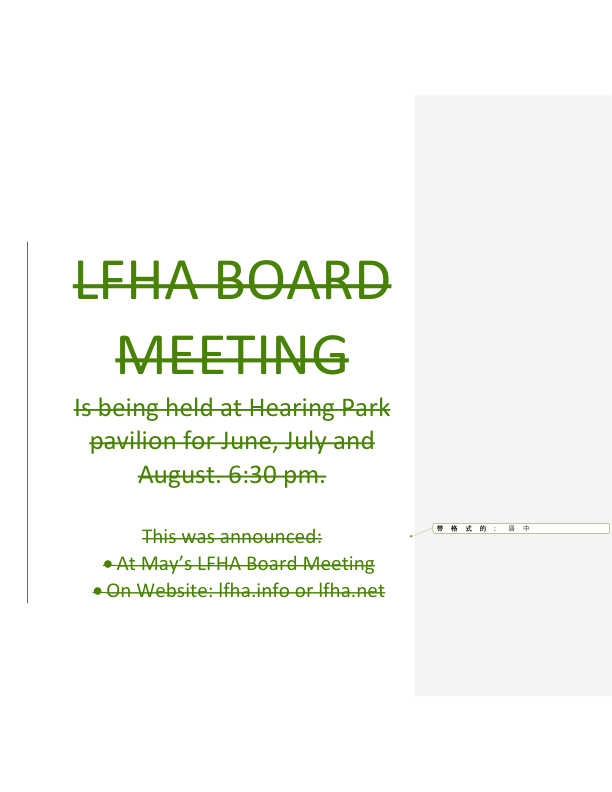 LFHA BOARD
MEETING
Is being held at Hearing Park
pavilion for June, July and
August. 6:30 pm.
This was announced:
带格式的： 居中
• At May’s LFHA Board Meeting
• On Website: lfha.info or lfha.net